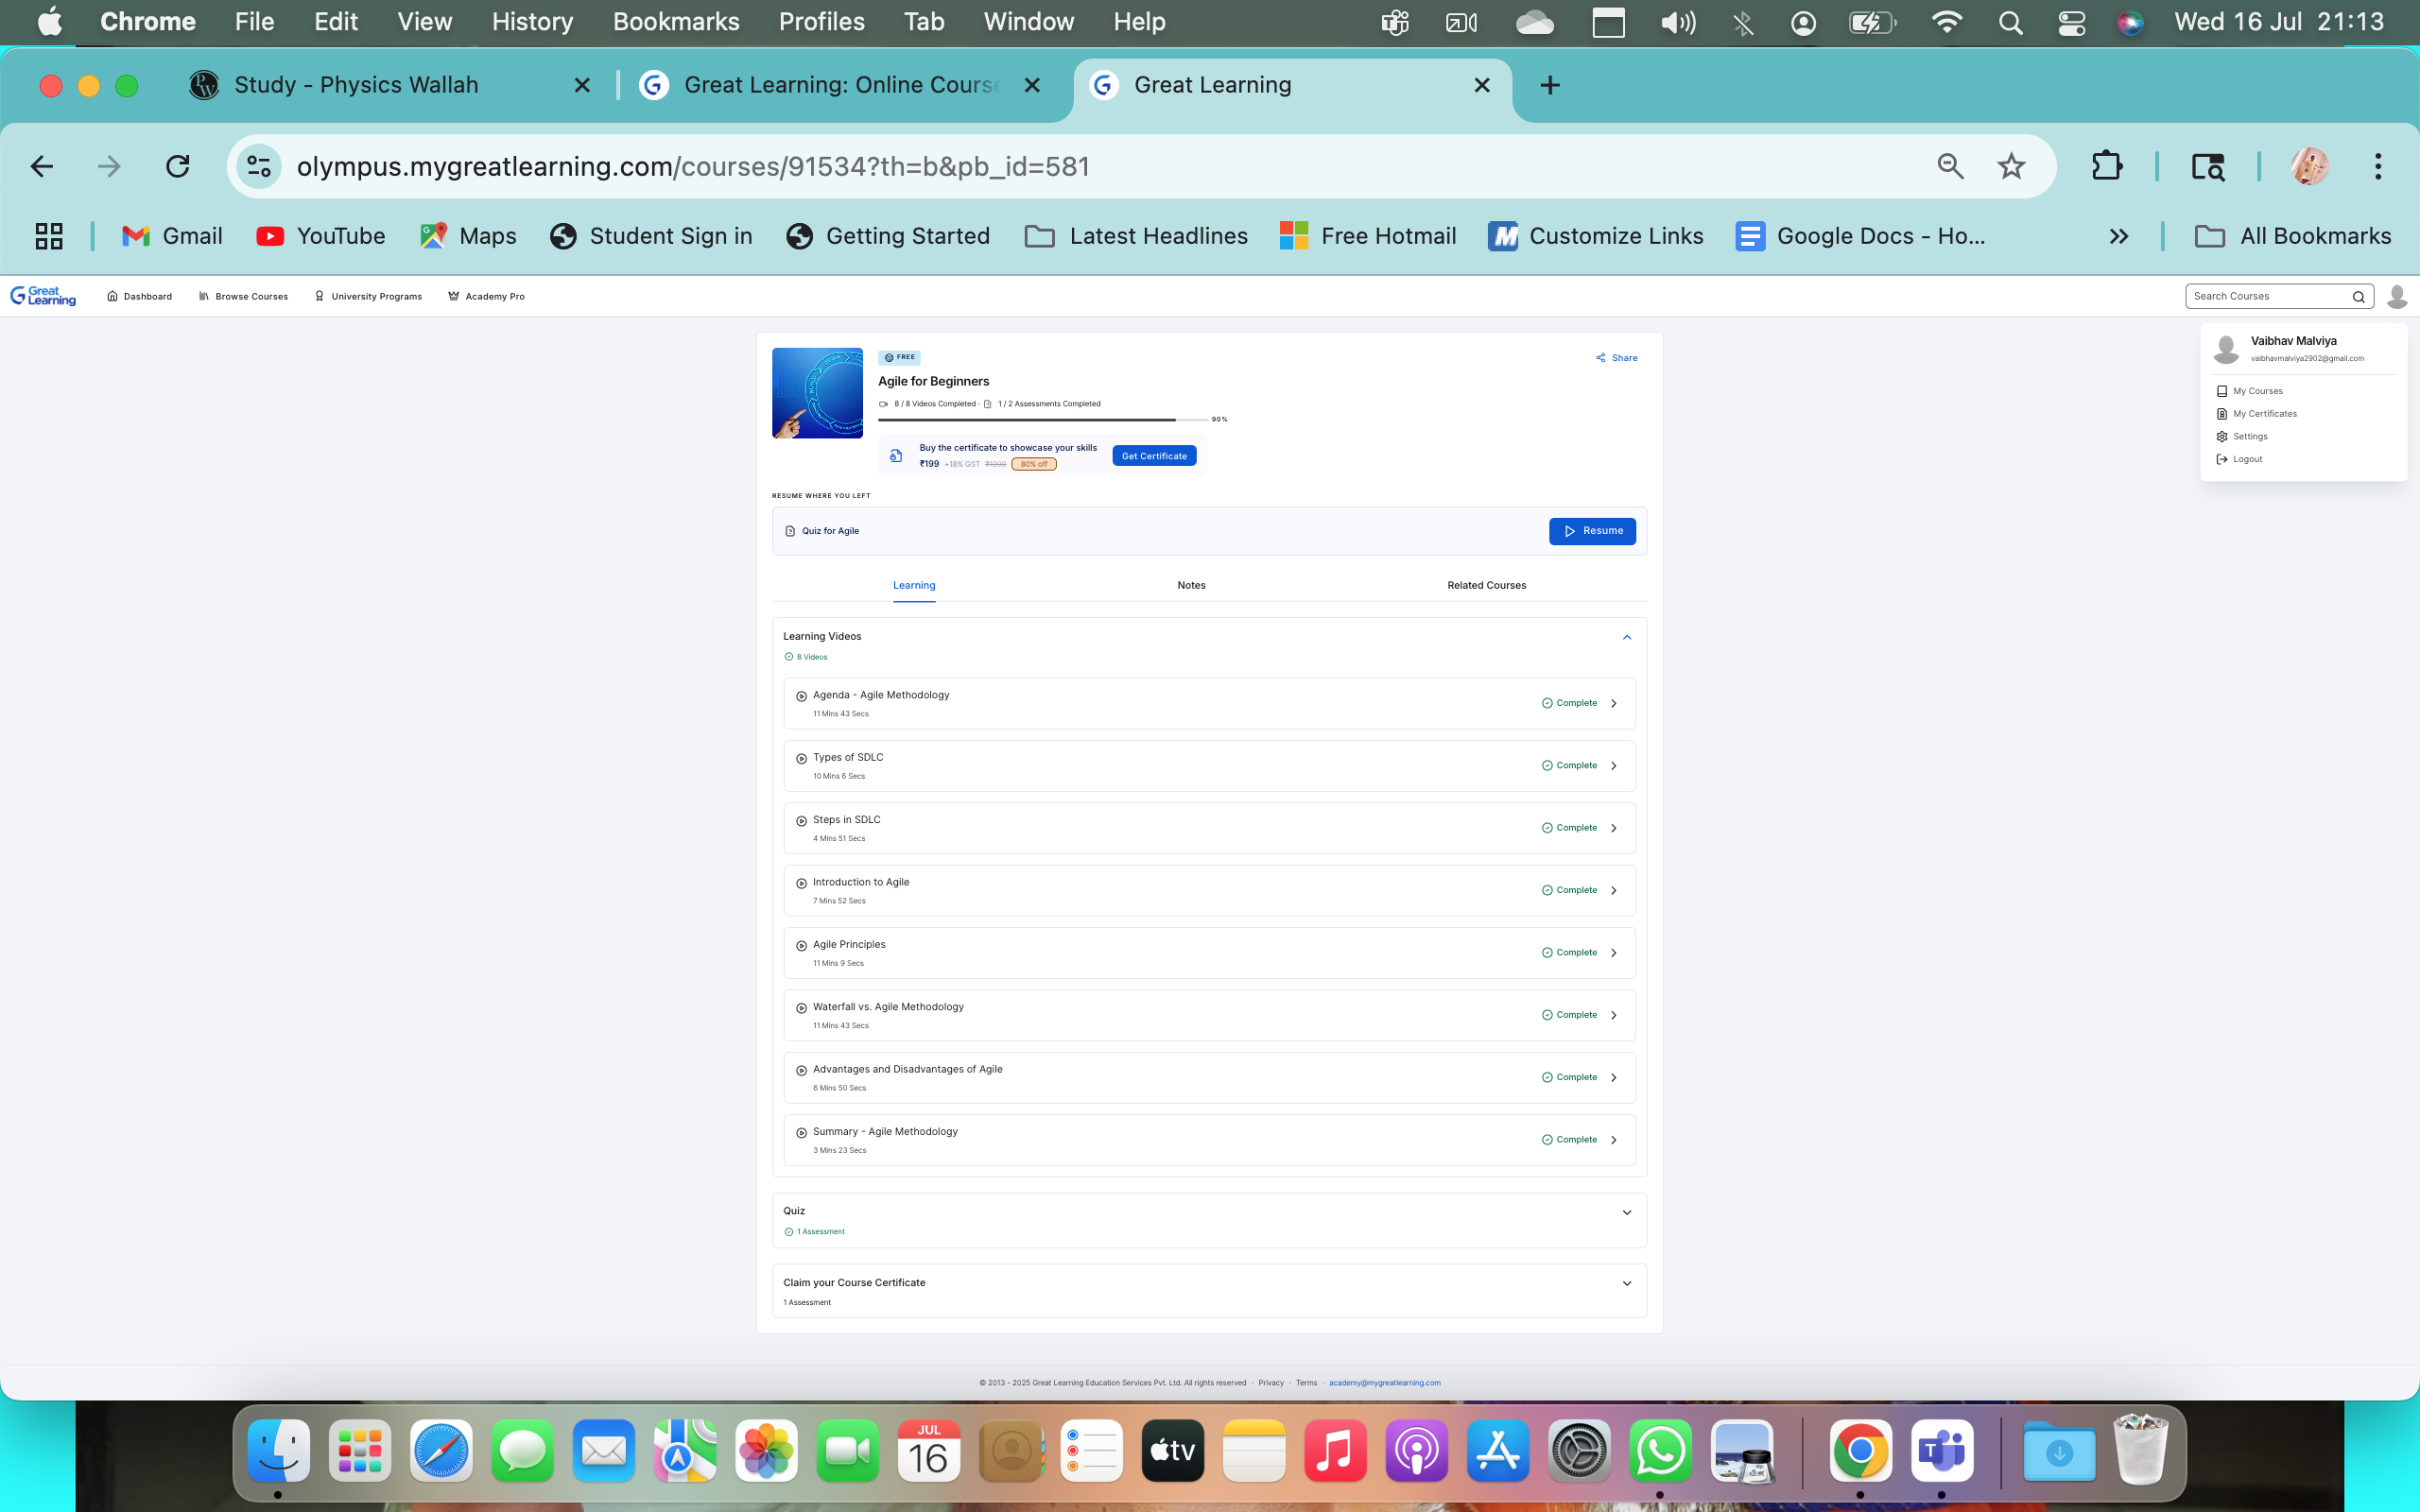 Chrome File Edit View History Bookmarks Profiles Tab Window Help Wed 16 Jul 21:13
Study - Physics Wallah Great Learning: Online Course Great Learning
olympus.mygreatlearning.com/courses/91534?th=b&pb_id=581
Gmail YouTube Maps Student Sign in Getting Started Latest Headlines Free Hotmail Customize Links Google Docs - Ho... All Bookmarks
Great Learning Dashboard Browse Courses University Programs Academy Pro Search Courses
Vaibhav Malviya
vaibhavmalviya2902@gmail.com
My Courses
My Certificates
Settings
Logout
FREE Share
Agile for Beginners
8 / 8 Videos Completed · 1 / 2 Assessments Completed
90%
Buy the certificate to showcase your skills
₹199 +18% GST ₹1000 80% off Get Certificate
RESUME WHERE YOU LEFT
Quiz for Agile Resume
Learning Notes Related Courses
Learning Videos
8 Videos
Agenda - Agile Methodology
11 Mins 43 Secs Complete
Types of SDLC
10 Mins 6 Secs Complete
Steps in SDLC
4 Mins 51 Secs Complete
Introduction to Agile
7 Mins 52 Secs Complete
Agile Principles
11 Mins 9 Secs Complete
Waterfall vs. Agile Methodology
11 Mins 43 Secs Complete
Advantages and Disadvantages of Agile
6 Mins 50 Secs Complete
Summary - Agile Methodology
3 Mins 23 Secs Complete
Quiz
1 Assessment
Claim your Course Certificate
1 Assessment
© 2013 - 2025 Great Learning Education Services Pvt. Ltd. All rights reserved · Privacy · Terms · academy@mygreatlearning.com
JUL
16
tv
T